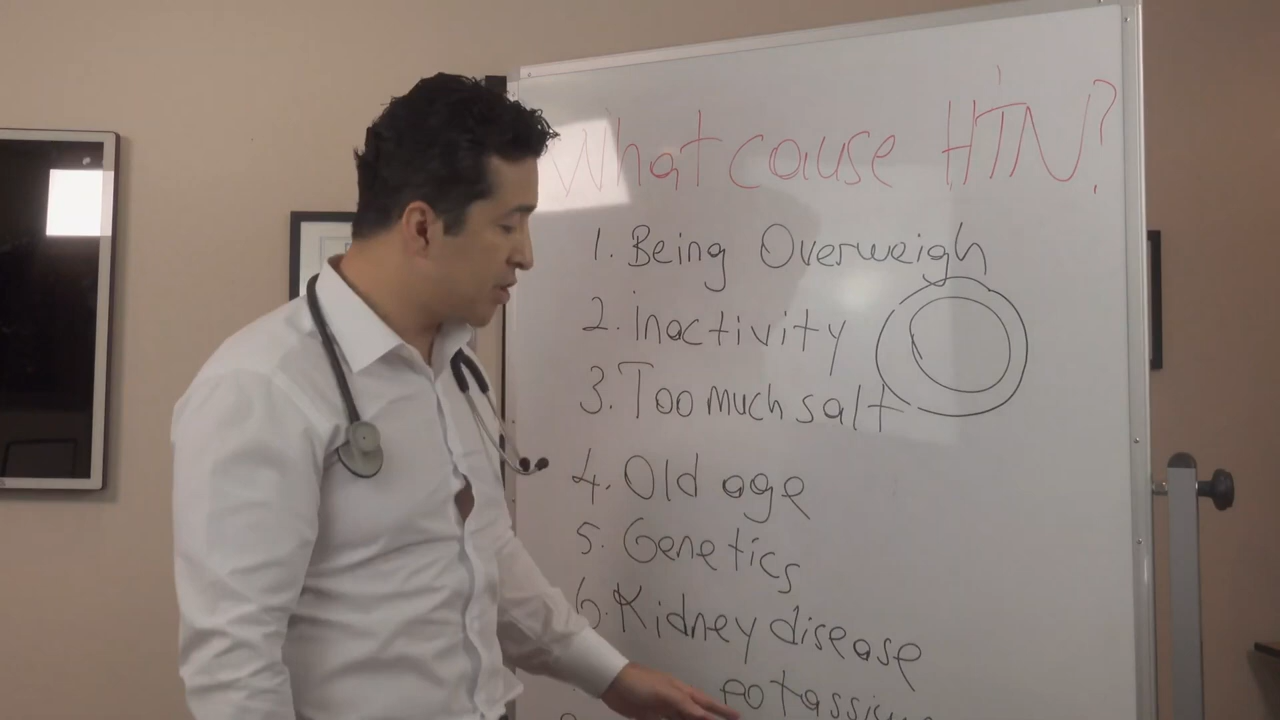 What cause HTN?
1. Being Overweigh
2. inactivity
3. Too much salt
4. Old age
5. Genetics
6. Kidney disease